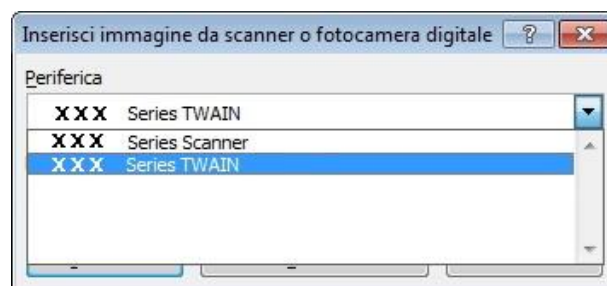 Inserisci immagine da scanner o fotocamera digitale
Periferica
XXX Series TWAIN
XXX Series Scanner
XXX Series TWAIN